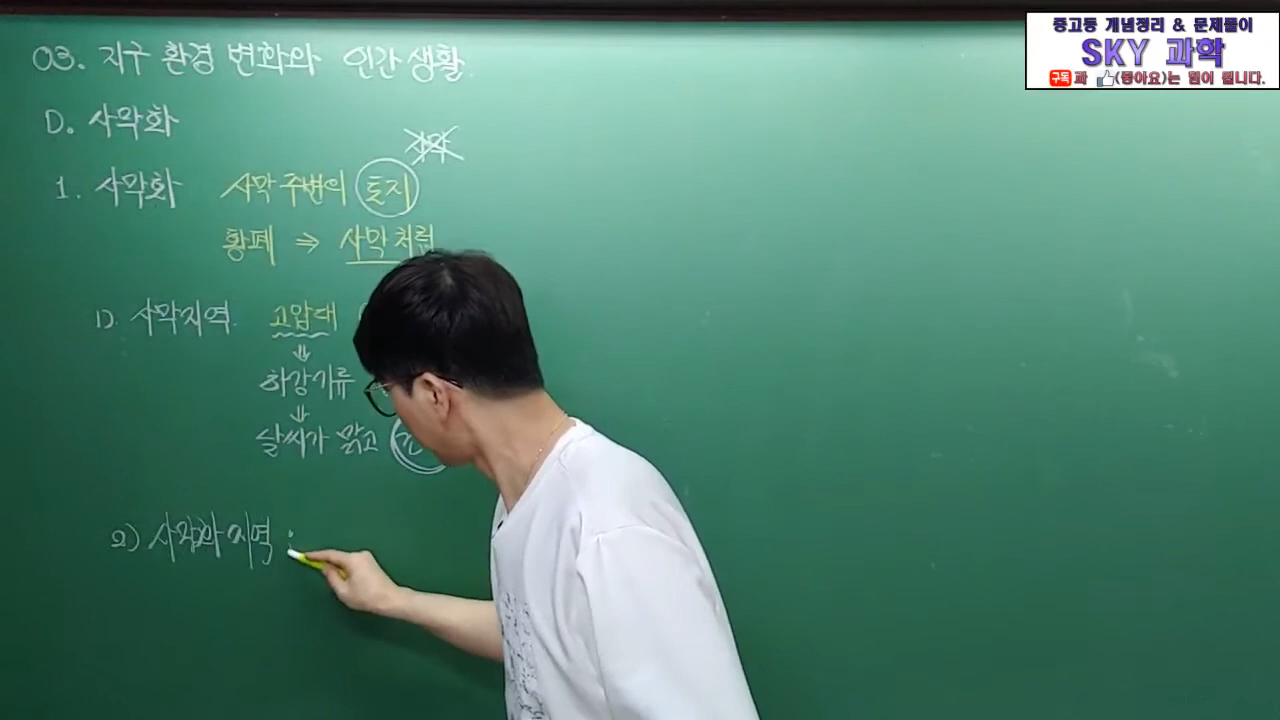 중고등 개념정리 & 문제풀이
SKY 과학
구독과 (좋아요)는 힘이 됩니다.
03. 지구 환경 변화와 인간 생활
D. 사막화
사막
1. 사막화 사막 주변의 토지
황폐 ⇒ 사막처럼
1). 사막지역. 고압대
⇓
하강기류
⇓
날씨가 맑고
2) 사막화 지역 :